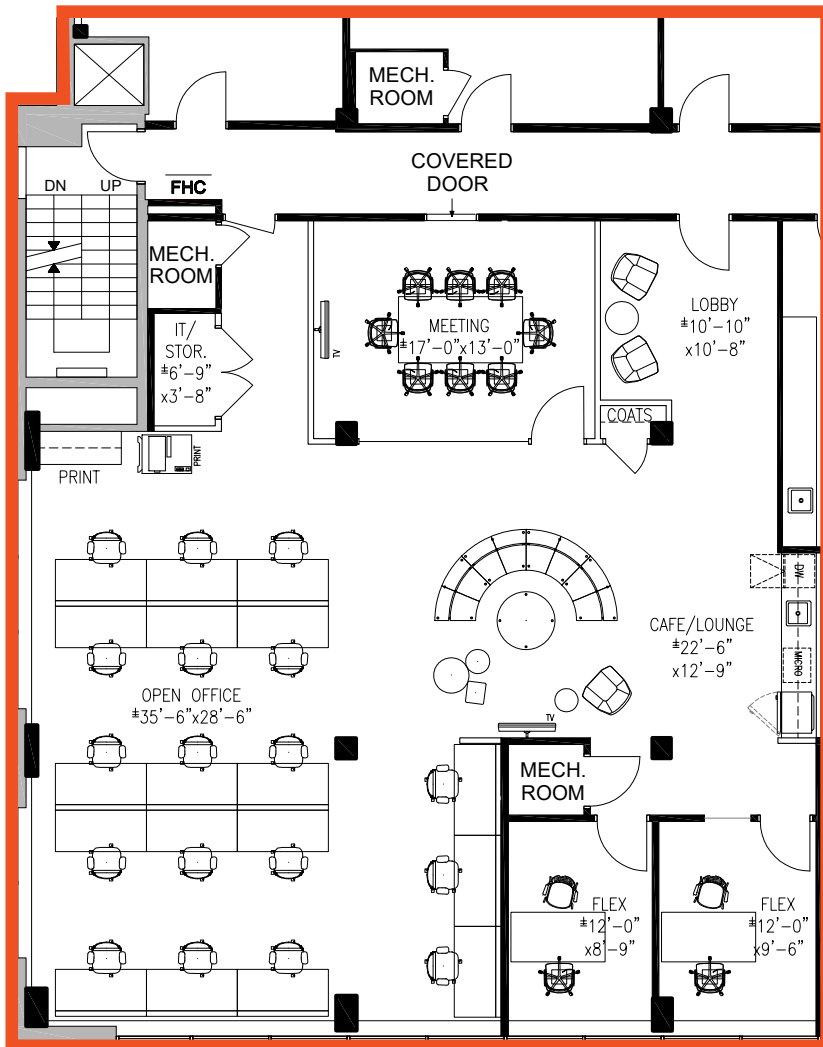 MECH.
ROOM
COVERED
DOOR
DN UP
FHC
MECH.
ROOM
LOBBY
±10'-10"
x10'-8"
MEETING
±17'-0"x13'-0"
TV
IT/
STOR.
±6'-9"
x3'-8"
COATS
PRINT
PRINT
DW
CAFE/LOUNGE
±22'-6"
x12'-9"
MICRO
OPEN OFFICE
±35'-6"x28'-6"
TV
MECH.
ROOM
FLEX
±12'-0"
x8'-9"
FLEX
±12'-0"
x9'-6"